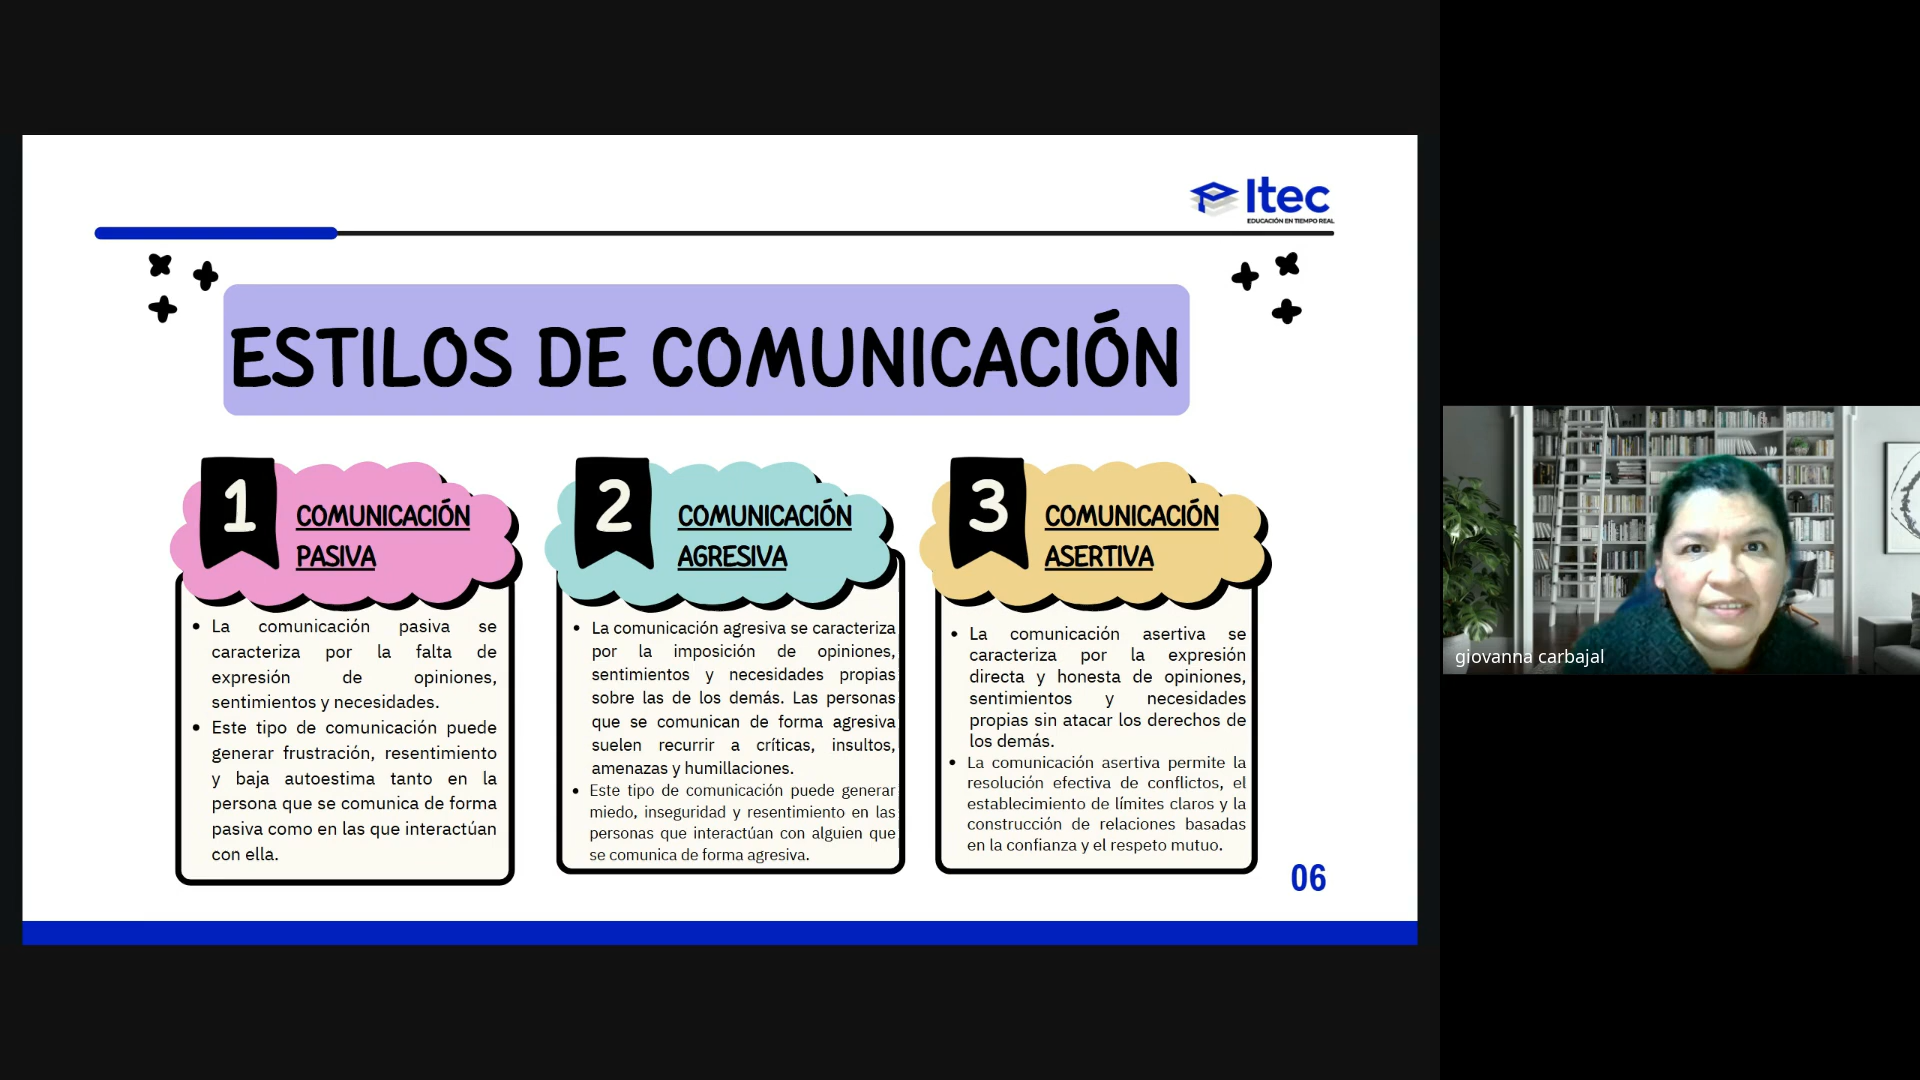 Itec
EDUCACIÓN EN TIEMPO REAL
ESTILOS DE COMUNICACIÓN
1
COMUNICACIÓN
PASIVA
La comunicación pasiva se
caracteriza por la falta de
expresión de opiniones,
sentimientos y necesidades.
Este tipo de comunicación puede
generar frustración, resentimiento
y baja autoestima tanto en la
persona que se comunica de forma
pasiva como en las que interactúan
con ella.
2
COMUNICACIÓN
AGRESIVA
La comunicación agresiva se caracteriza
por la imposición de opiniones,
sentimientos y necesidades propias
sobre las de los demás. Las personas
que se comunican de forma agresiva
suelen recurrir a críticas, insultos,
amenazas y humillaciones.
Este tipo de comunicación puede generar
miedo, inseguridad y resentimiento en las
personas que interactúan con alguien que
se comunica de forma agresiva.
3
COMUNICACIÓN
ASERTIVA
La comunicación asertiva se
caracteriza por la expresión
directa y honesta de opiniones,
sentimientos y necesidades
propias sin atacar los derechos de
los demás.
La comunicación asertiva permite la
resolución efectiva de conflictos, el
establecimiento de límites claros y la
construcción de relaciones basadas
en la confianza y el respeto mutuo.
06
giovanna carbajal